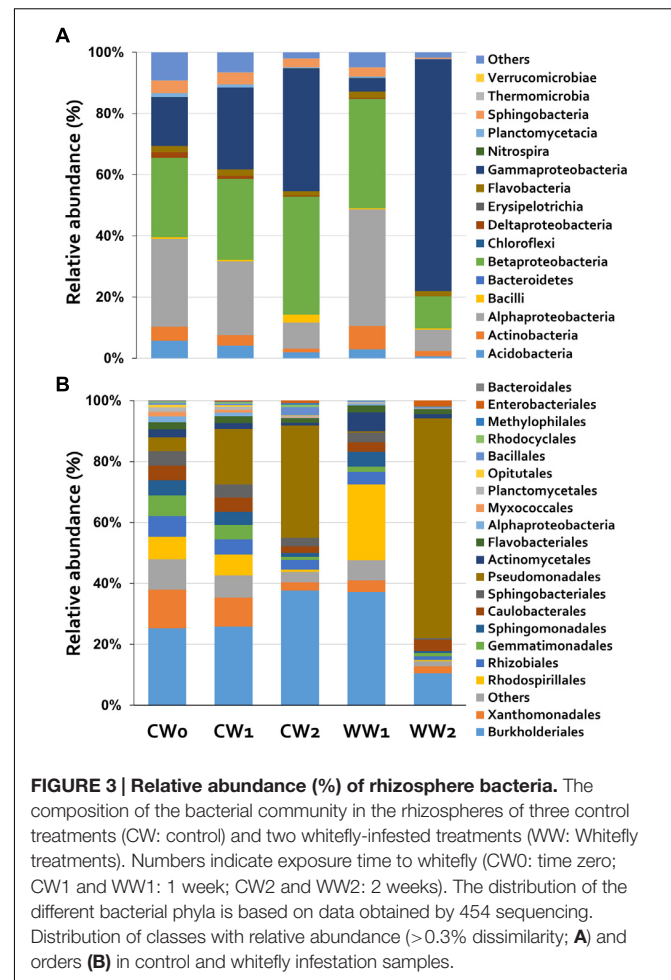 A
100%
80%
60%
40%
20%
0%
Relative abundance (%)
Others
Verrucomicrobiae
Thermomicrobia
Sphingobacteria
Planctomycetacia
Nitrospira
Gammaproteobacteria
Flavobacteria
Erysipelotrichia
Deltaproteobacteria
Chloroflexi
Betaproteobacteria
Bacteroidetes
Bacilli
Alphaproteobacteria
Actinobacteria
Acidobacteria
B
100%
80%
60%
40%
20%
0%
Relative abundance (%)
CW0 CW1 CW2 WW1 WW2
Bacteroidales
Enterobacteriales
Methylophilales
Rhodocyclales
Bacillales
Opitutales
Planctomycetales
Myxococcales
Alphaproteobacteria
Flavobacteriales
Actinomycetales
Pseudomonadales
Sphingobacteriales
Caulobacterales
Sphingomonadales
Gemmatimonadales
Rhizobiales
Rhodospirillales
Others
Xanthomonadales
Burkholderiales
FIGURE 3 | Relative abundance (%) of rhizosphere bacteria. The
composition of the bacterial community in the rhizospheres of three control
treatments (CW: control) and two whitefly-infested treatments (WW: Whitefly
treatments). Numbers indicate exposure time to whitefly (CW0: time zero;
CW1 and WW1: 1 week; CW2 and WW2: 2 weeks). The distribution of the
different bacterial phyla is based on data obtained by 454 sequencing.
Distribution of classes with relative abundance (>0.3% dissimilarity; A) and
orders (B) in control and whitefly infestation samples.